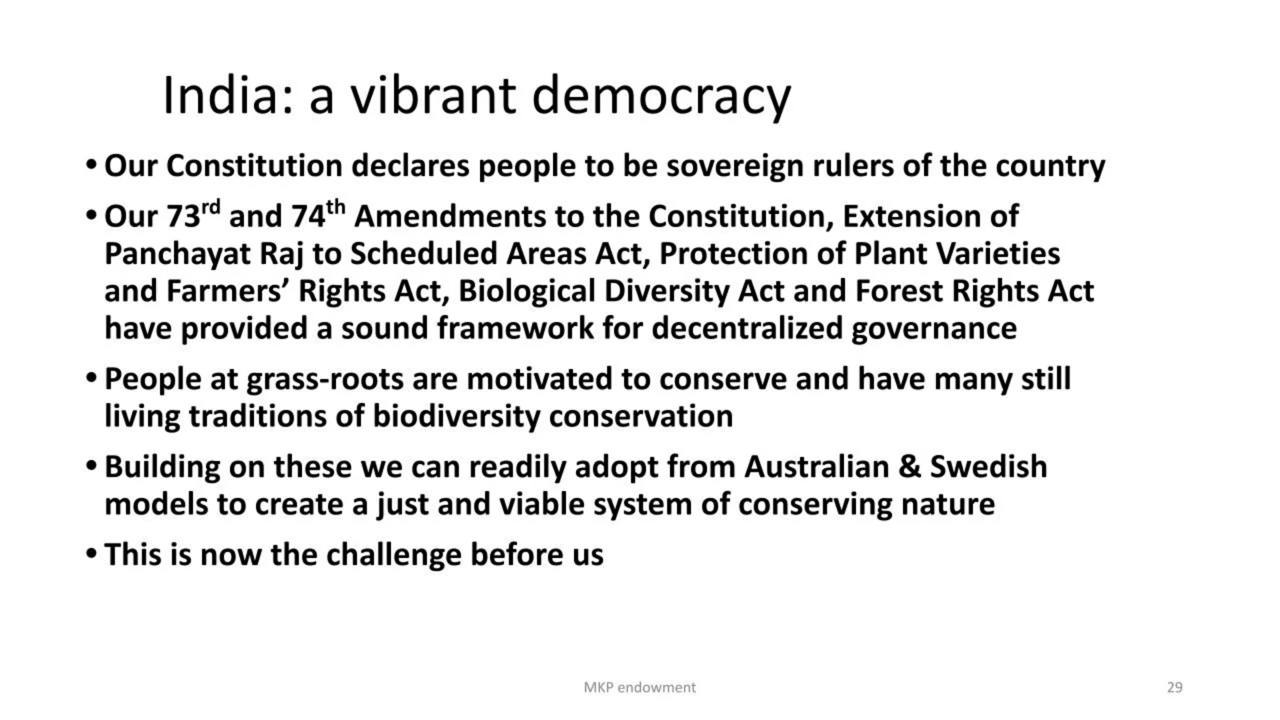 India: a vibrant democracy
• Our Constitution declares people to be sovereign rulers of the country
• Our 73rd and 74th Amendments to the Constitution, Extension of
Panchayat Raj to Scheduled Areas Act, Protection of Plant Varieties
and Farmers’ Rights Act, Biological Diversity Act and Forest Rights Act
have provided a sound framework for decentralized governance
• People at grass-roots are motivated to conserve and have many still
living traditions of biodiversity conservation
• Building on these we can readily adopt from Australian & Swedish
models to create a just and viable system of conserving nature
• This is now the challenge before us
MKP endowment
29